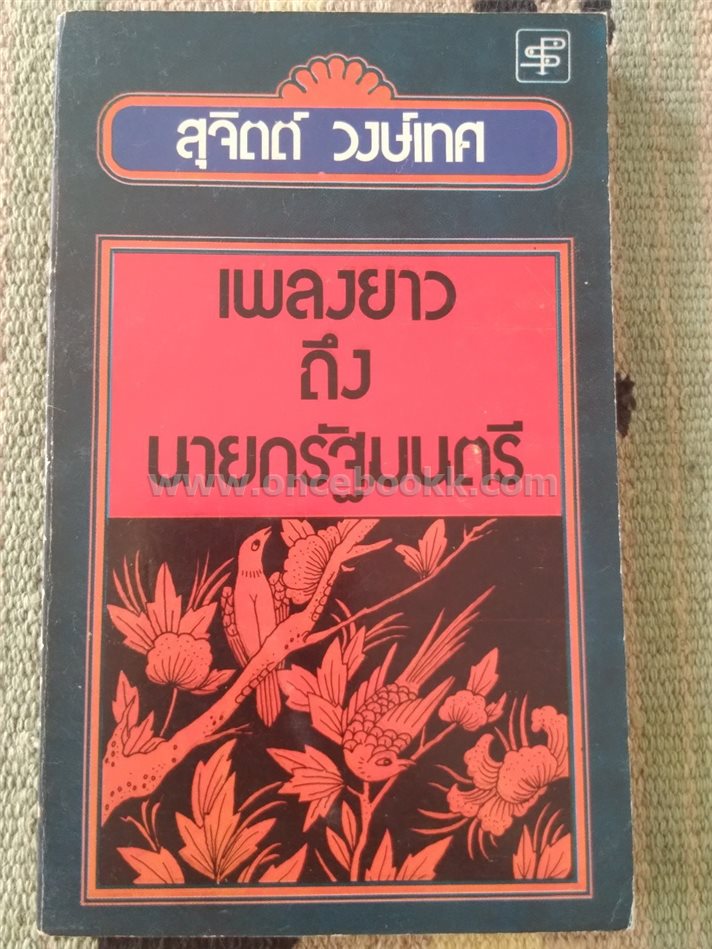 สุจิตต์ วงษ์เทศ
เพลงยาว
ถึง
นายกรัฐมนตรี
www.oncebookk.com